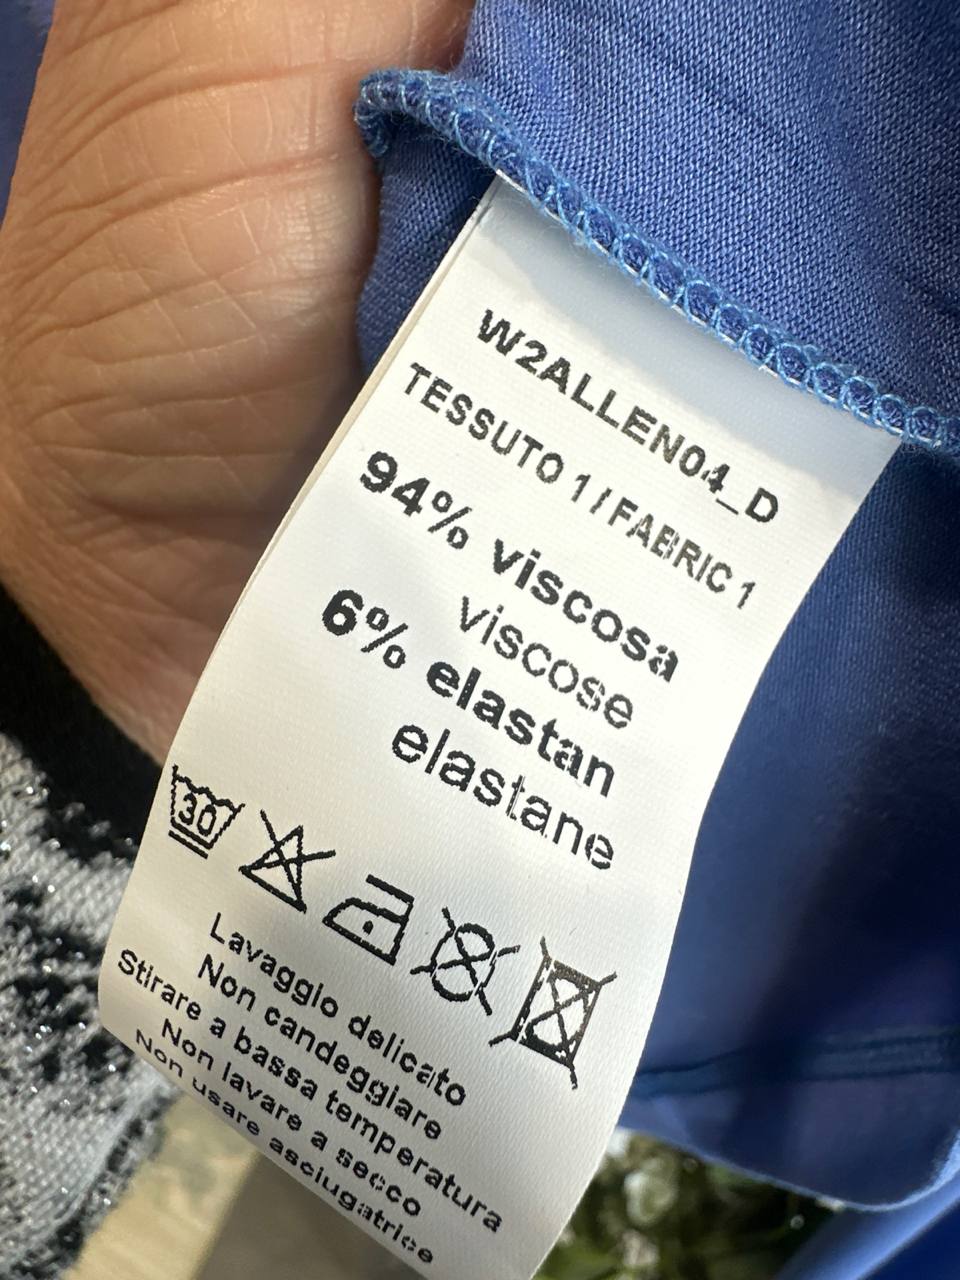 W2ALLEN04_D
TESSUTO 1 / FABRIC 1
94% viscosa
viscose
6% elastan
elastane
30
Lavaggio delicato
Non candeggiare
Stirare a bassa temperatura
Non lavare a secco
Non usare asciugatrice